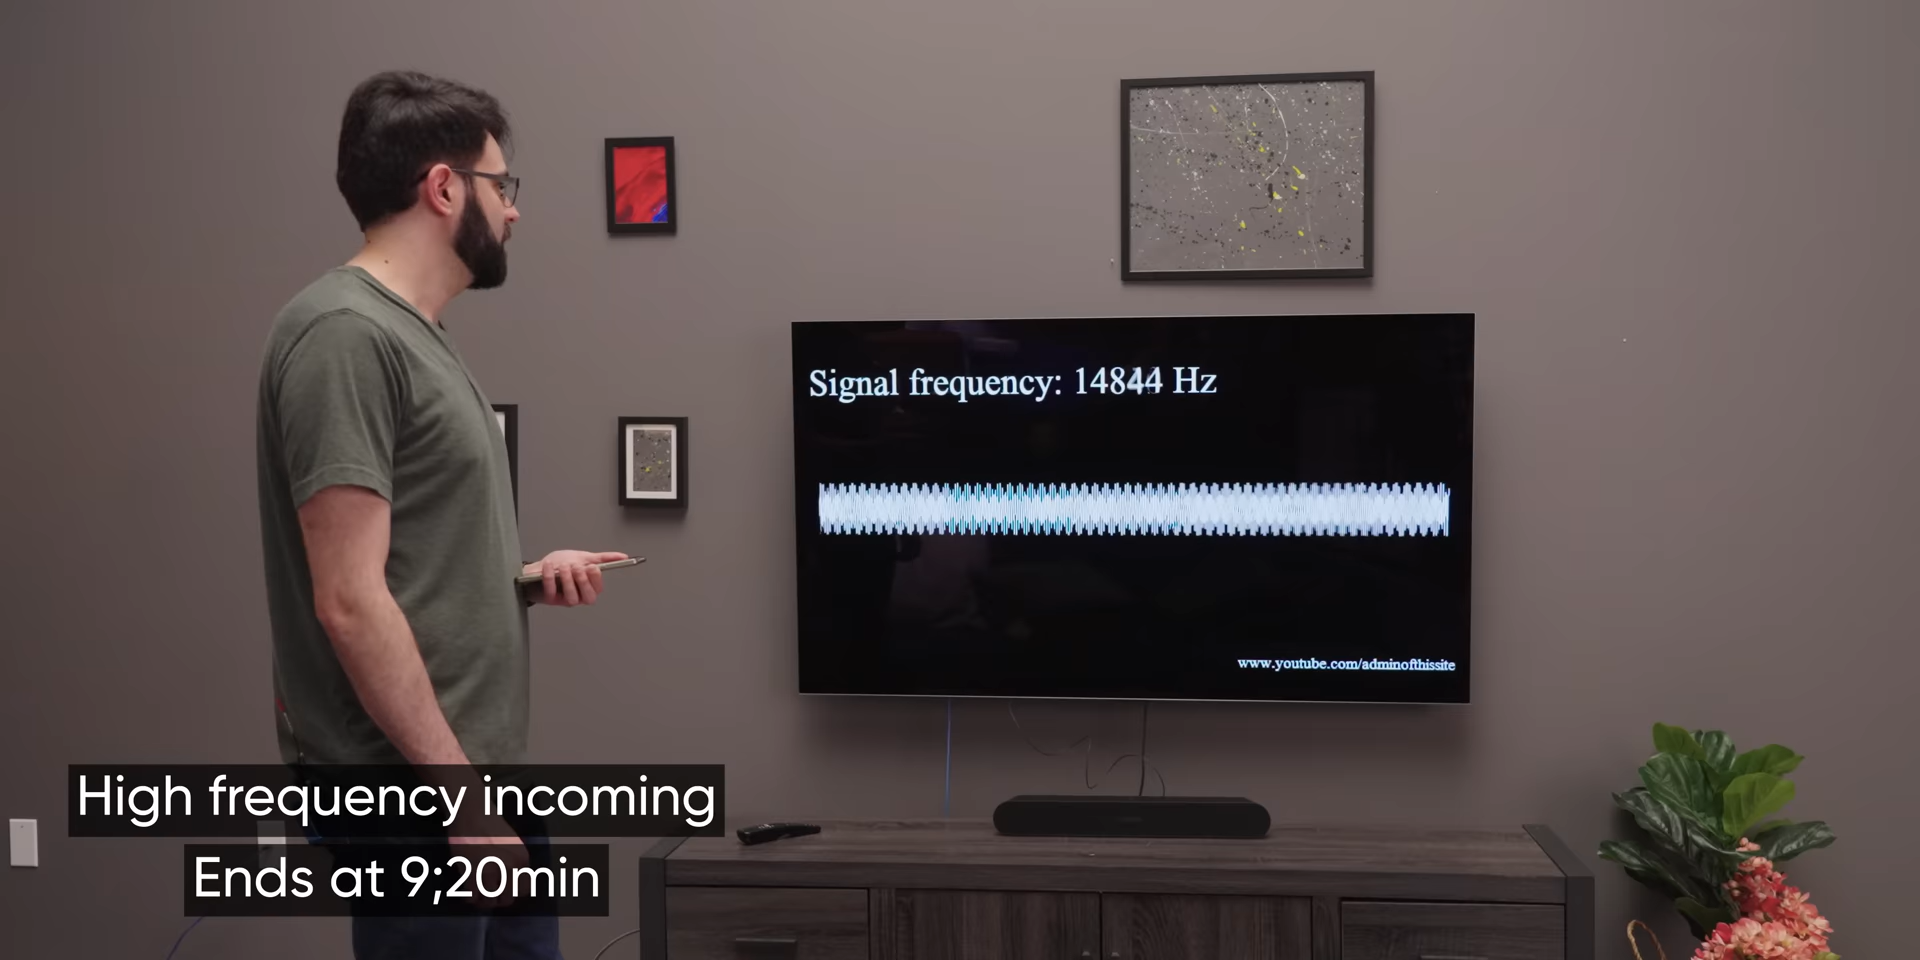 Signal frequency: 14844 Hz
www.youtube.com/adminofthissite
High frequency incoming
Ends at 9;20min